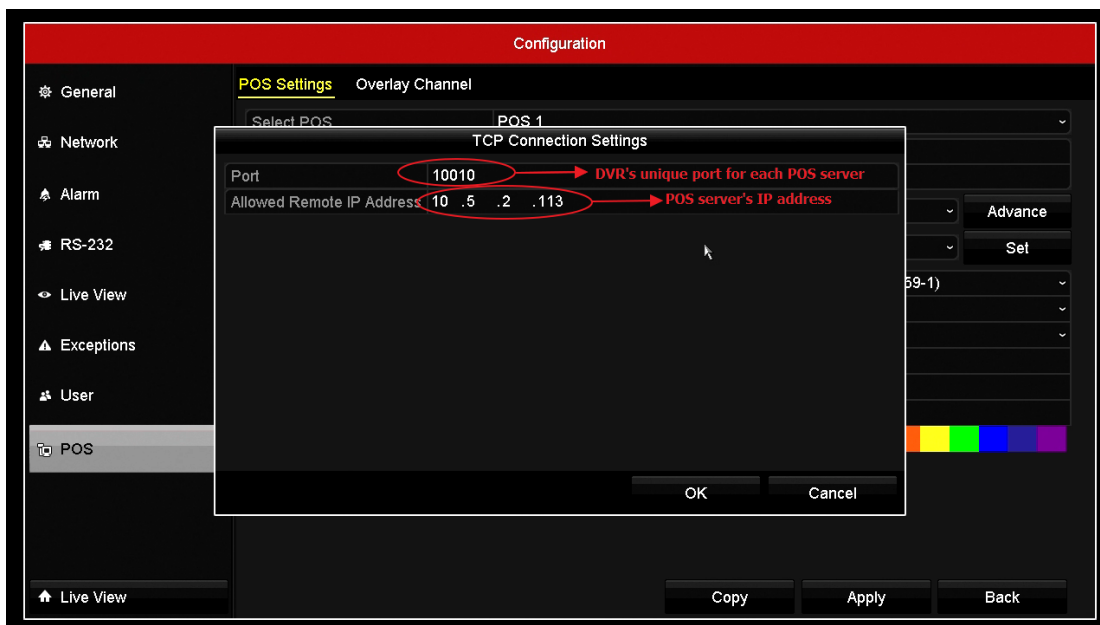 Configuration
General
Network
Alarm
RS-232
Live View
Exceptions
User
POS
Live View
POS Settings Overlay Channel
Select POS POS 1
TCP Connection Settings
Port 10010 DVR's unique port for each POS server
Allowed Remote IP Address 10 .5 .2 .113 POS server's IP address
Advance
Set
59-1)
OK Cancel
Copy Apply Back